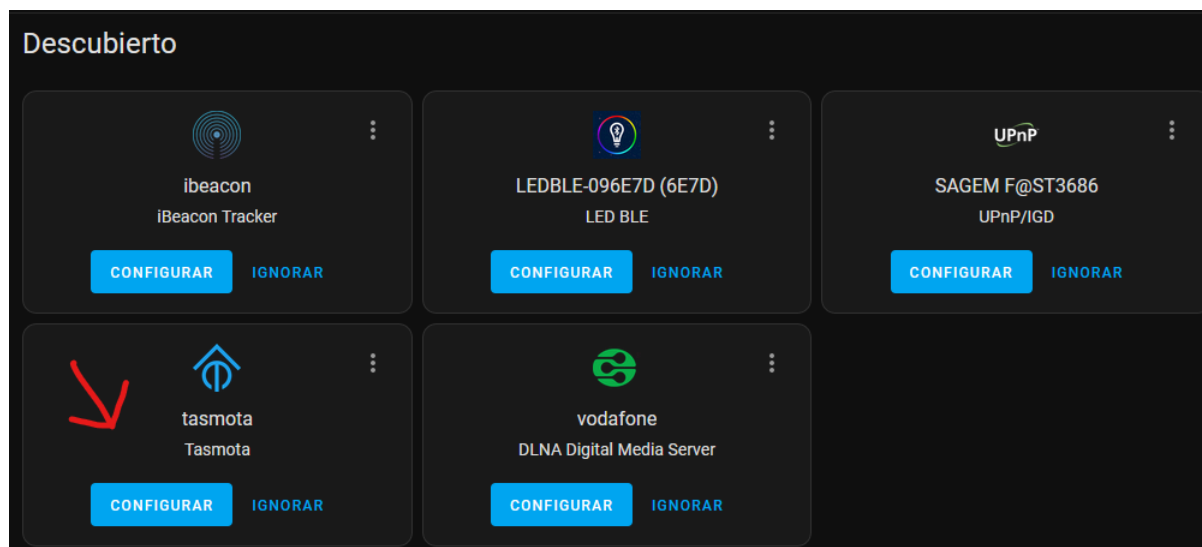 Descubierto
ibeacon
iBeacon Tracker
CONFIGURAR IGNORAR
LEDBLE-096E7D (6E7D)
LED BLE
CONFIGURAR IGNORAR
UPnP
SAGEM F@ST3686
UPnP/IGD
CONFIGURAR IGNORAR
tasmota
Tasmota
CONFIGURAR IGNORAR
vodafone
DLNA Digital Media Server
CONFIGURAR IGNORAR